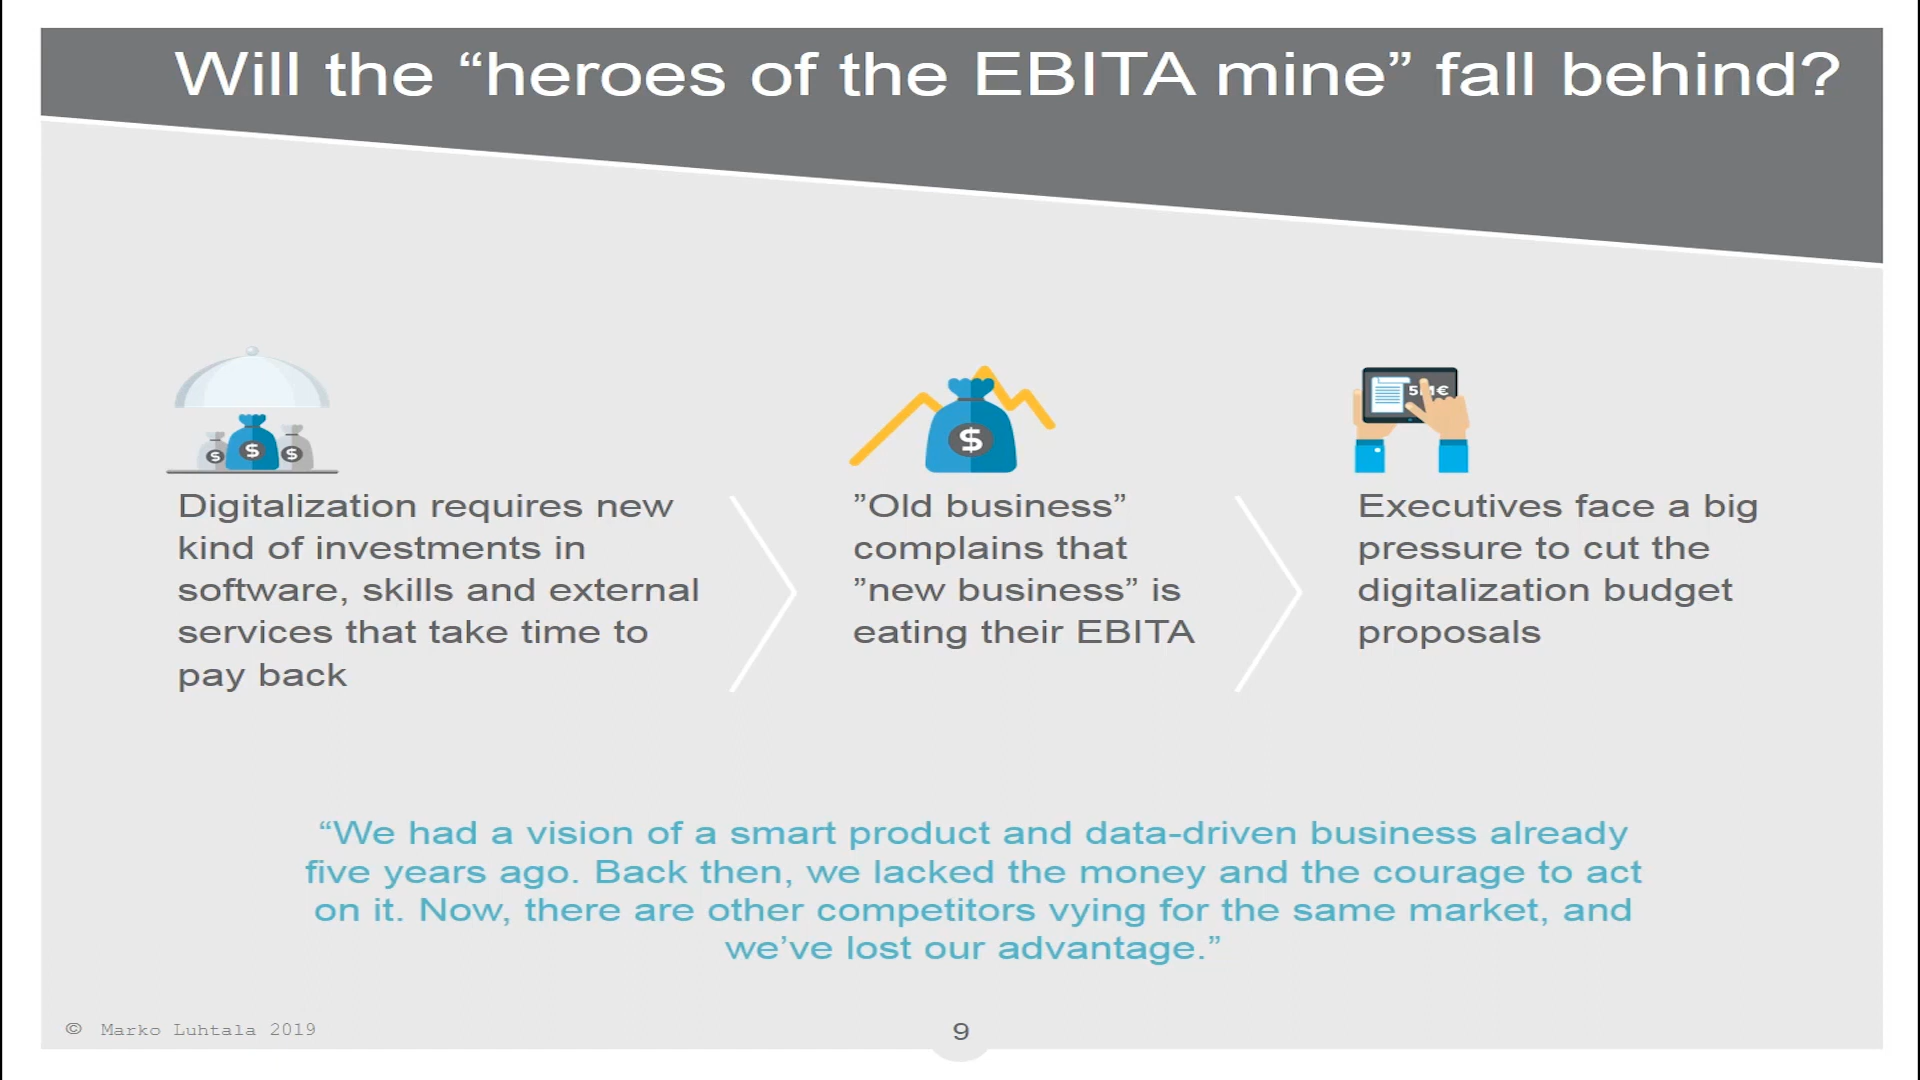 Will the “heroes of the EBITA mine” fall behind?
$ $ $
$
5M€
Digitalization requires new
kind of investments in
software, skills and external
services that take time to
pay back
”Old business”
complains that
”new business” is
eating their EBITA
Executives face a big
pressure to cut the
digitalization budget
proposals
“We had a vision of a smart product and data-driven business already
five years ago. Back then, we lacked the money and the courage to act
on it. Now, there are other competitors vying for the same market, and
we’ve lost our advantage.”
© Marko Luhtala 2019
9